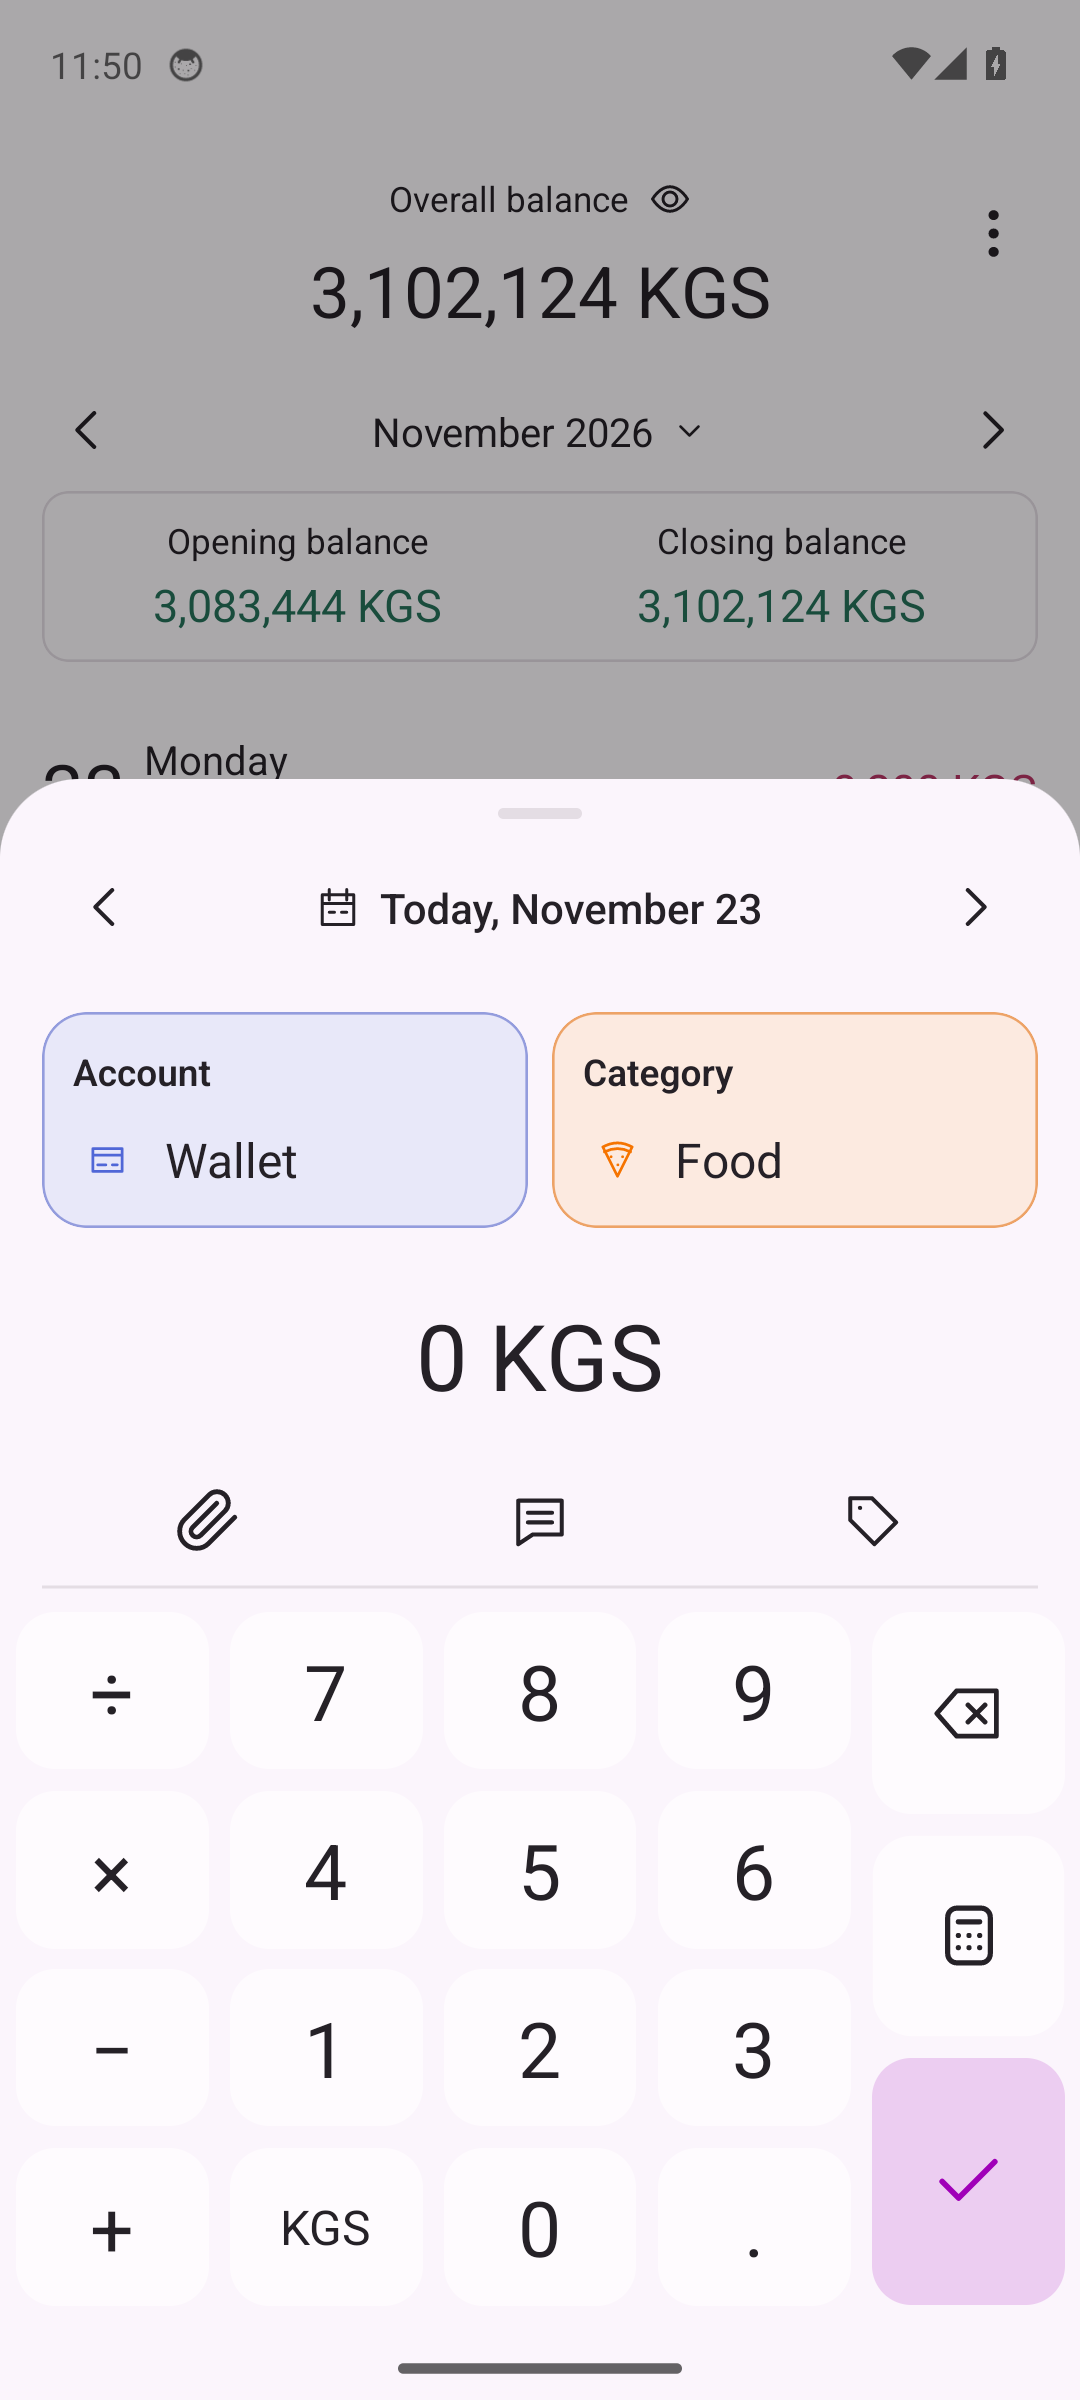 11:50
Overall balance
3,102,124 KGS
November 2026
Opening balance
Closing balance
3,083,444 KGS
3,102,124 KGS
Monday
Today, November 23
Account
Category
Wallet
Food
0 KGS
÷ 7 8 9
× 4 5 6
− 1 2 3
+ KGS 0 .